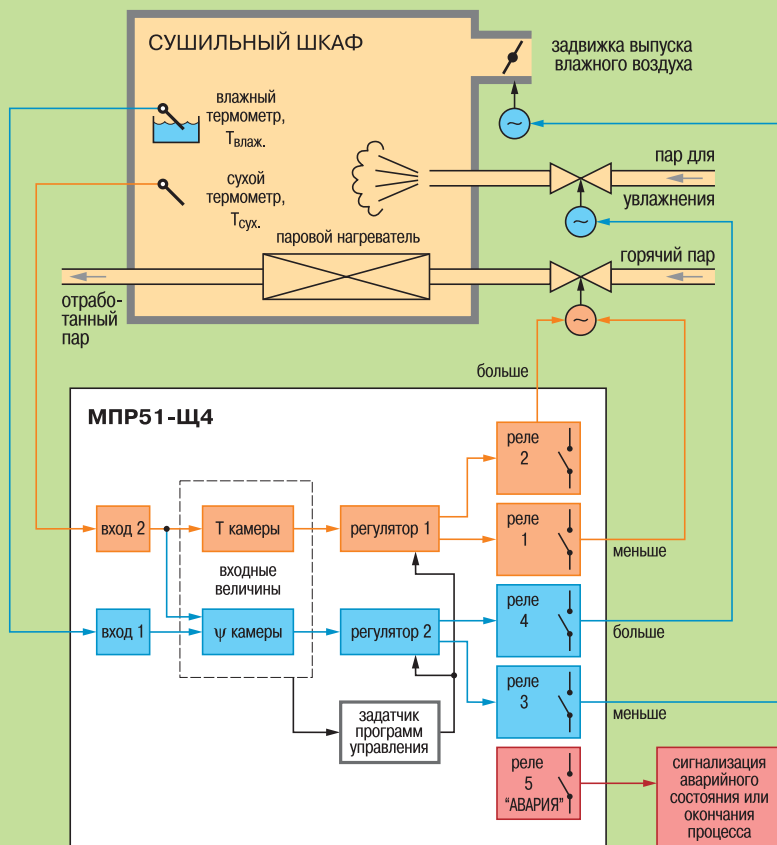 СУШИЛЬНЫЙ ШКАФ
задвижка выпуска
влажного воздуха
влажный
термометр,
Tвлаж.
~
пар для
увлажнения
сухой
термометр,
Tсух.
~
паровой нагреватель
горячий пар
отрабо-
танный
пар
~
больше
МПР51-Щ4
реле
2
вход 2
T камеры
регулятор 1
реле
1
меньше
входные
величины
вход 1
ψ камеры
регулятор 2
реле
4
больше
реле
3
меньше
задатчик
программ
управления
реле
5
"АВАРИЯ"
сигнализация
аварийного
состояния или
окончания
процесса